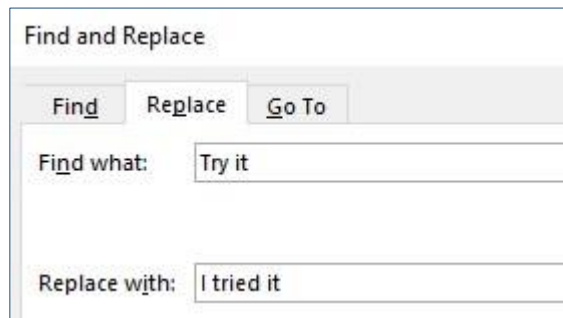 Find and Replace
Find Replace Go To
Find what: Try it
Replace with: I tried it